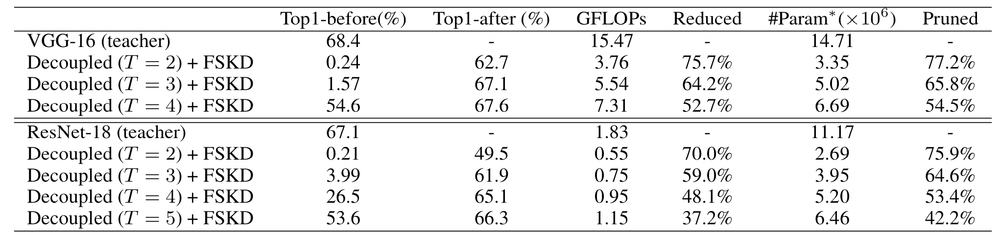 Top1-before(%) Top1-after (%) GFLOPs Reduced #Param*(×10⁶) Pruned
VGG-16 (teacher) 68.4 - 15.47 - 14.71 -
Decoupled (T = 2) + FSKD 0.24 62.7 3.76 75.7% 3.35 77.2%
Decoupled (T = 3) + FSKD 1.57 67.1 5.54 64.2% 5.02 65.8%
Decoupled (T = 4) + FSKD 54.6 67.6 7.31 52.7% 6.69 54.5%
ResNet-18 (teacher) 67.1 - 1.83 - 11.17 -
Decoupled (T = 2) + FSKD 0.21 49.5 0.55 70.0% 2.69 75.9%
Decoupled (T = 3) + FSKD 3.99 61.9 0.75 59.0% 3.95 64.6%
Decoupled (T = 4) + FSKD 26.5 65.1 0.95 48.1% 5.20 53.4%
Decoupled (T = 5) + FSKD 53.6 66.3 1.15 37.2% 6.46 42.2%